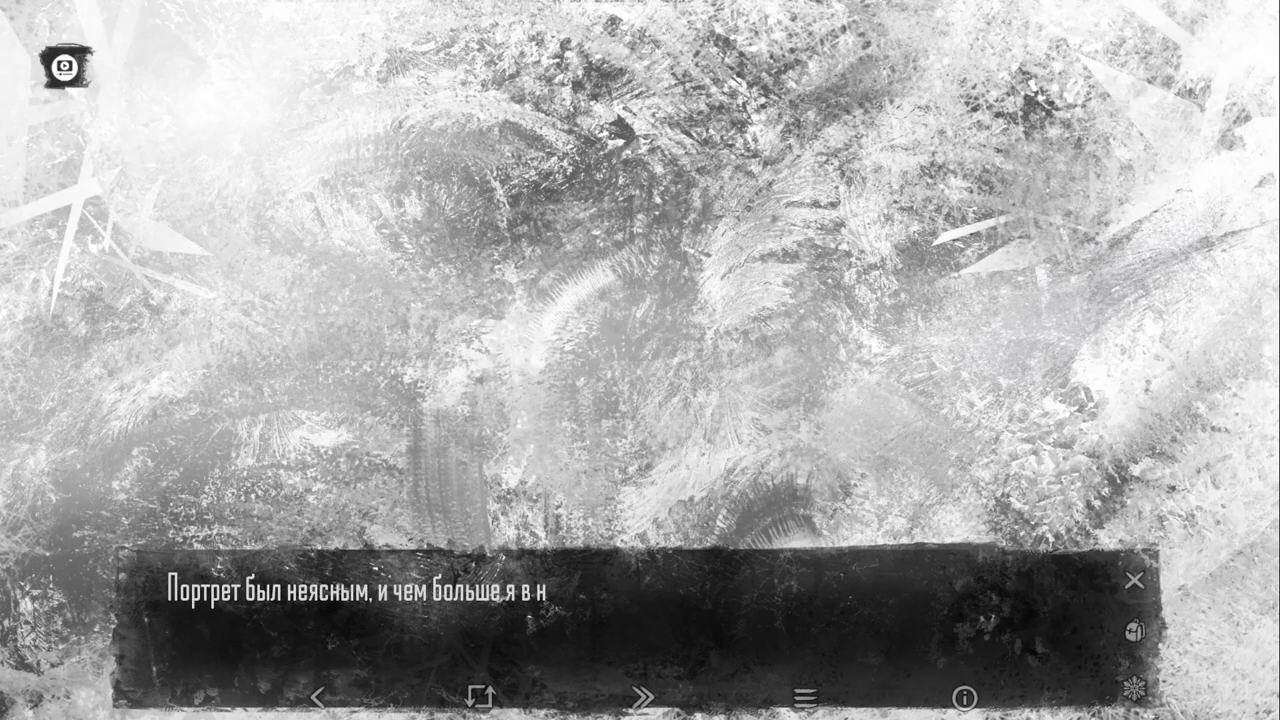 Портрет был неясным, и чем больше я в н